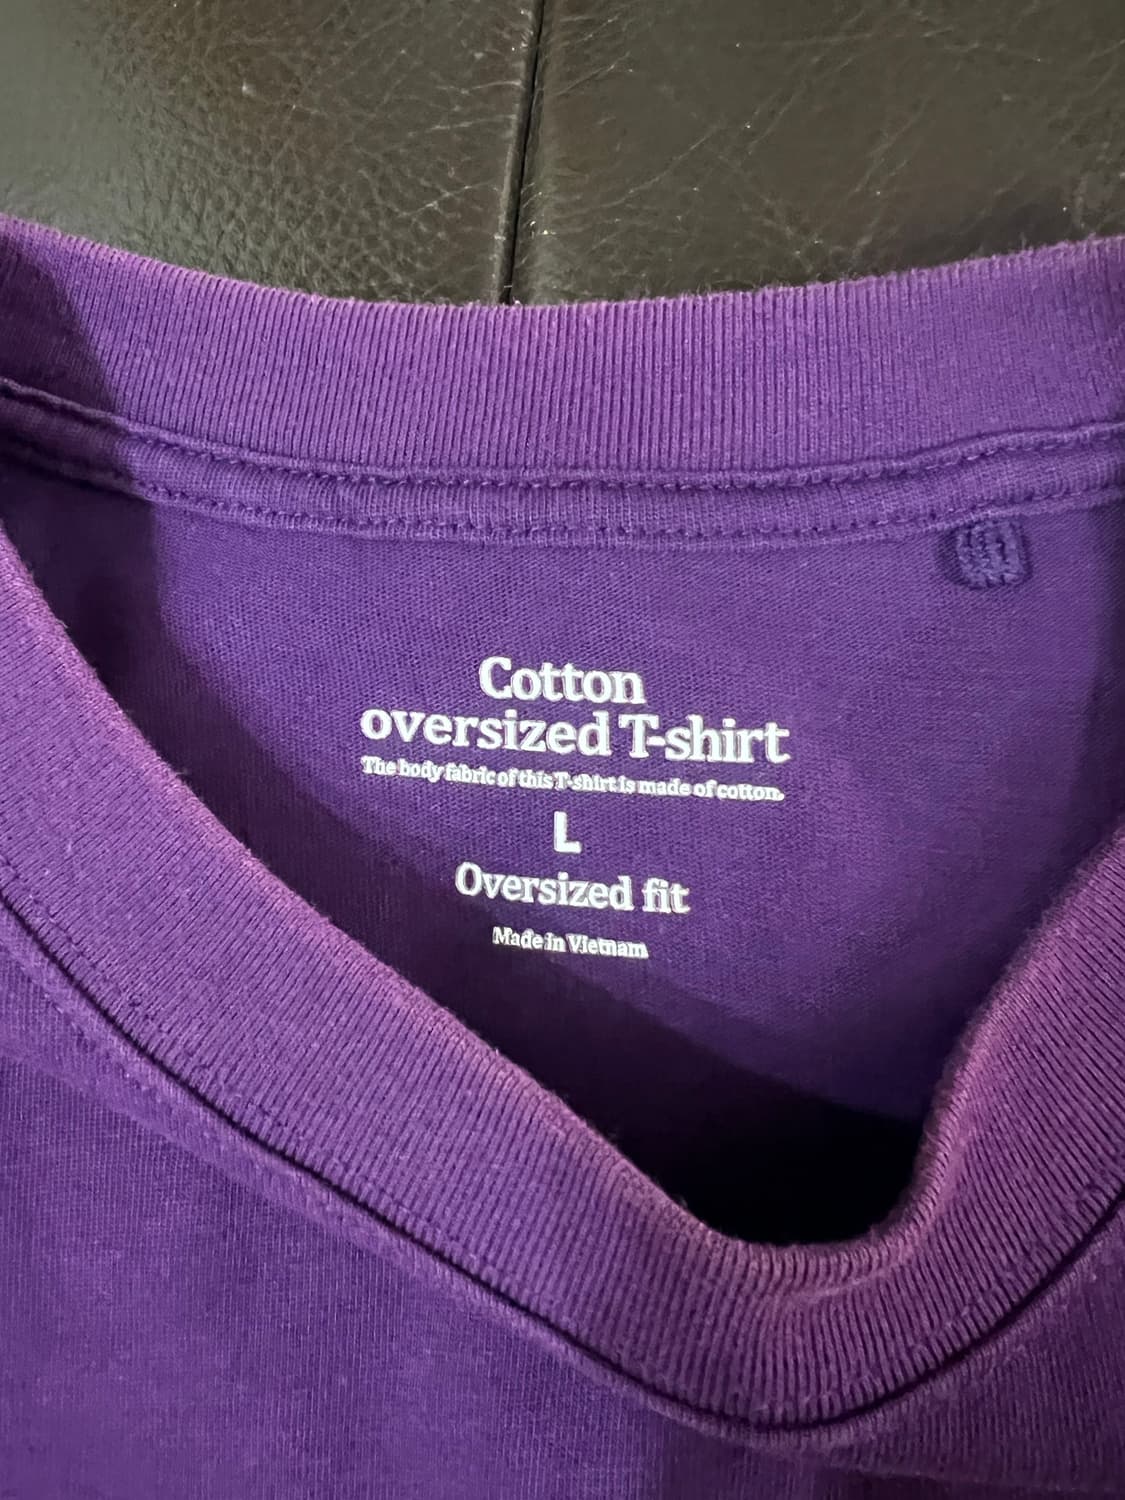 Cotton
oversized T-shirt
The body fabric of this T-shirt is made of cotton.
L
Oversized fit
Made in Vietnam